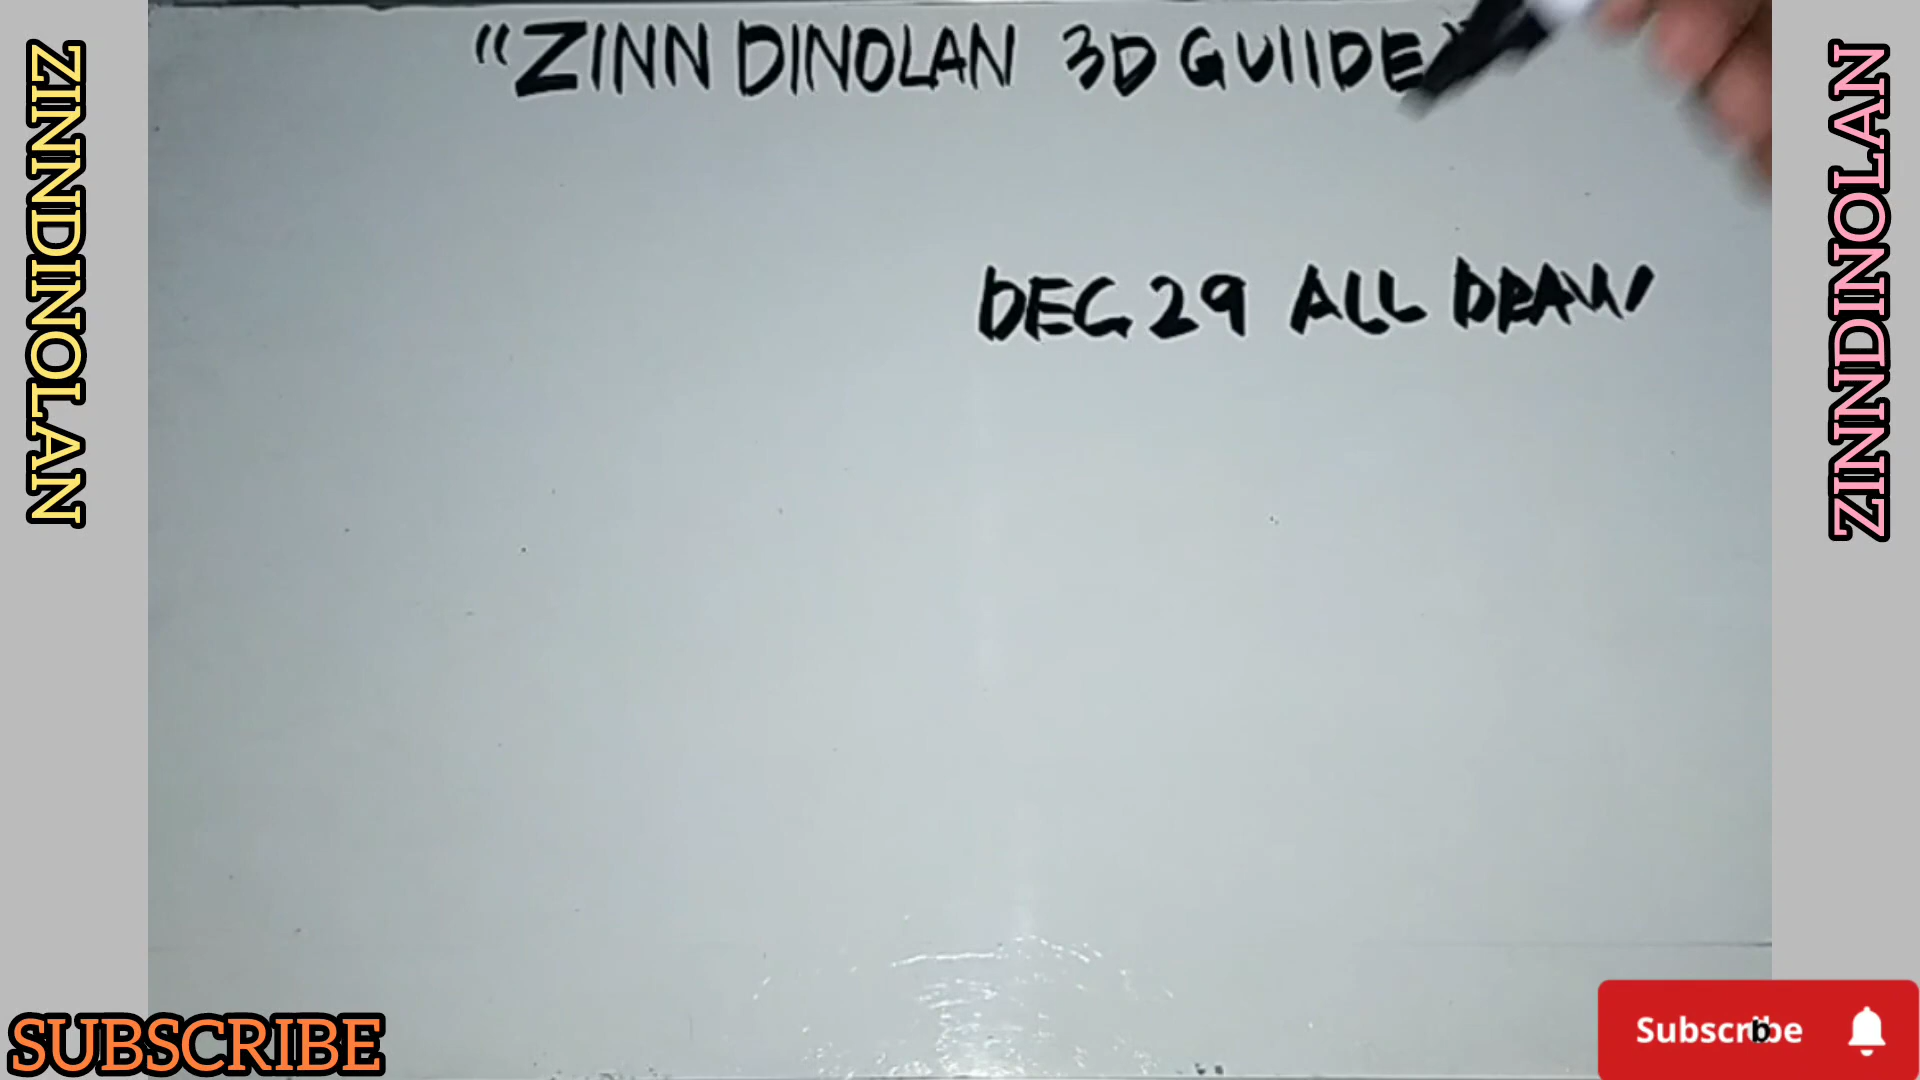 "ZINN DINOLAN 3D GUIIDE"
DEC 29 ALL DRAW
ZINNDINOLAN
ZINNDINOLAN
SUBSCRIBE
Subscribe